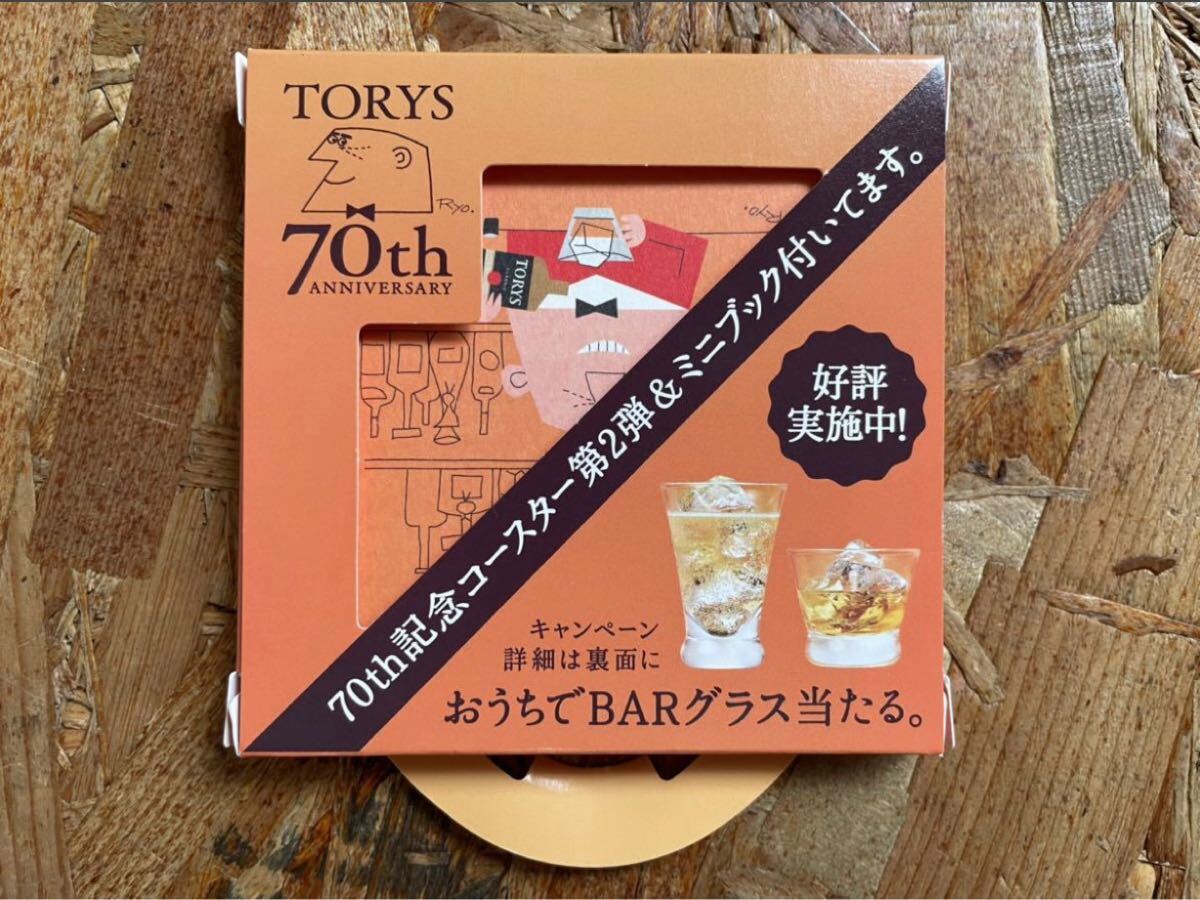 TORYS
Ryo.
70th
ANNIVERSARY
Ryo.
TORYS
70th記念コースター第2弾&ミニブック付いてます。
好評
実施中!
キャンペーン
詳細は裏面に
おうちでBARグラス当たる。